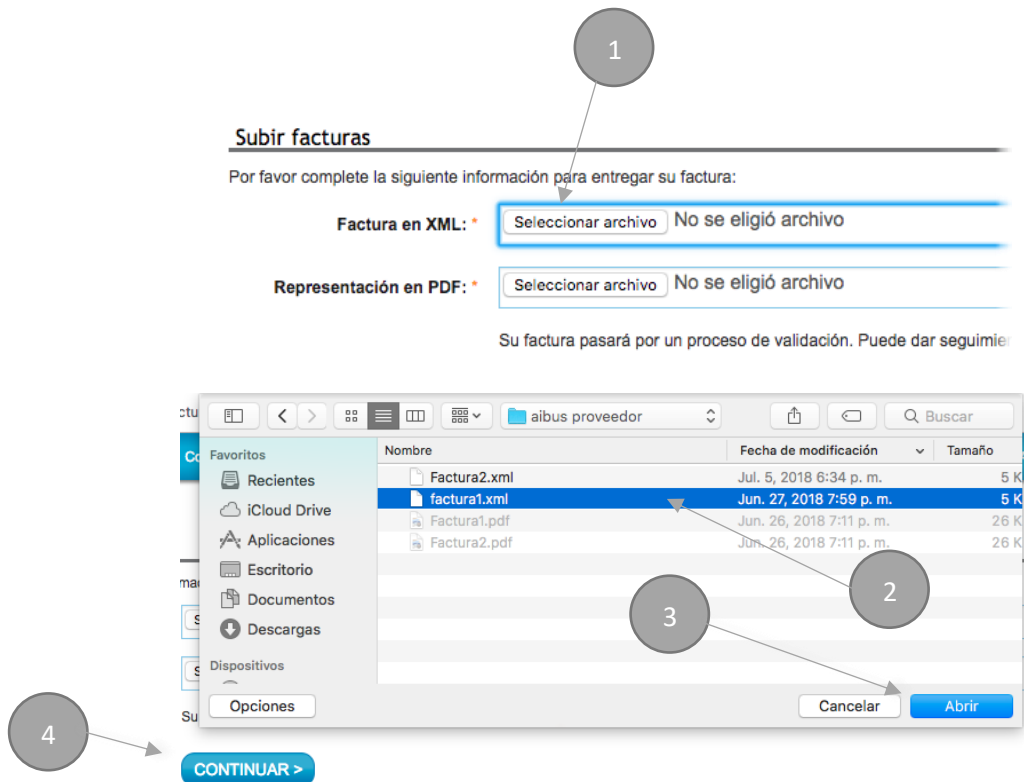 1
Subir facturas
Por favor complete la siguiente información para entregar su factura:
Factura en XML: * Seleccionar archivo No se eligió archivo
Representación en PDF: * Seleccionar archivo No se eligió archivo
Su factura pasará por un proceso de validación. Puede dar seguimie
ctu
aibus proveedor Buscar
Co
Favoritos
Nombre Fecha de modificación Tamaño
Recientes
Factura2.xml Jul. 5, 2018 6:34 p. m. 5 K
factura1.xml Jun. 27, 2018 7:59 p. m. 5 K
iCloud Drive
Factura1.pdf Jun. 26, 2018 7:11 p. m. 26 K
Aplicaciones
Factura2.pdf Jun. 26, 2018 7:11 p. m. 26 K
Escritorio
mac
2
Documentos
3
S
Descargas
Dispositivos
S
Opciones Cancelar Abrir
Su
4
CONTINUAR >